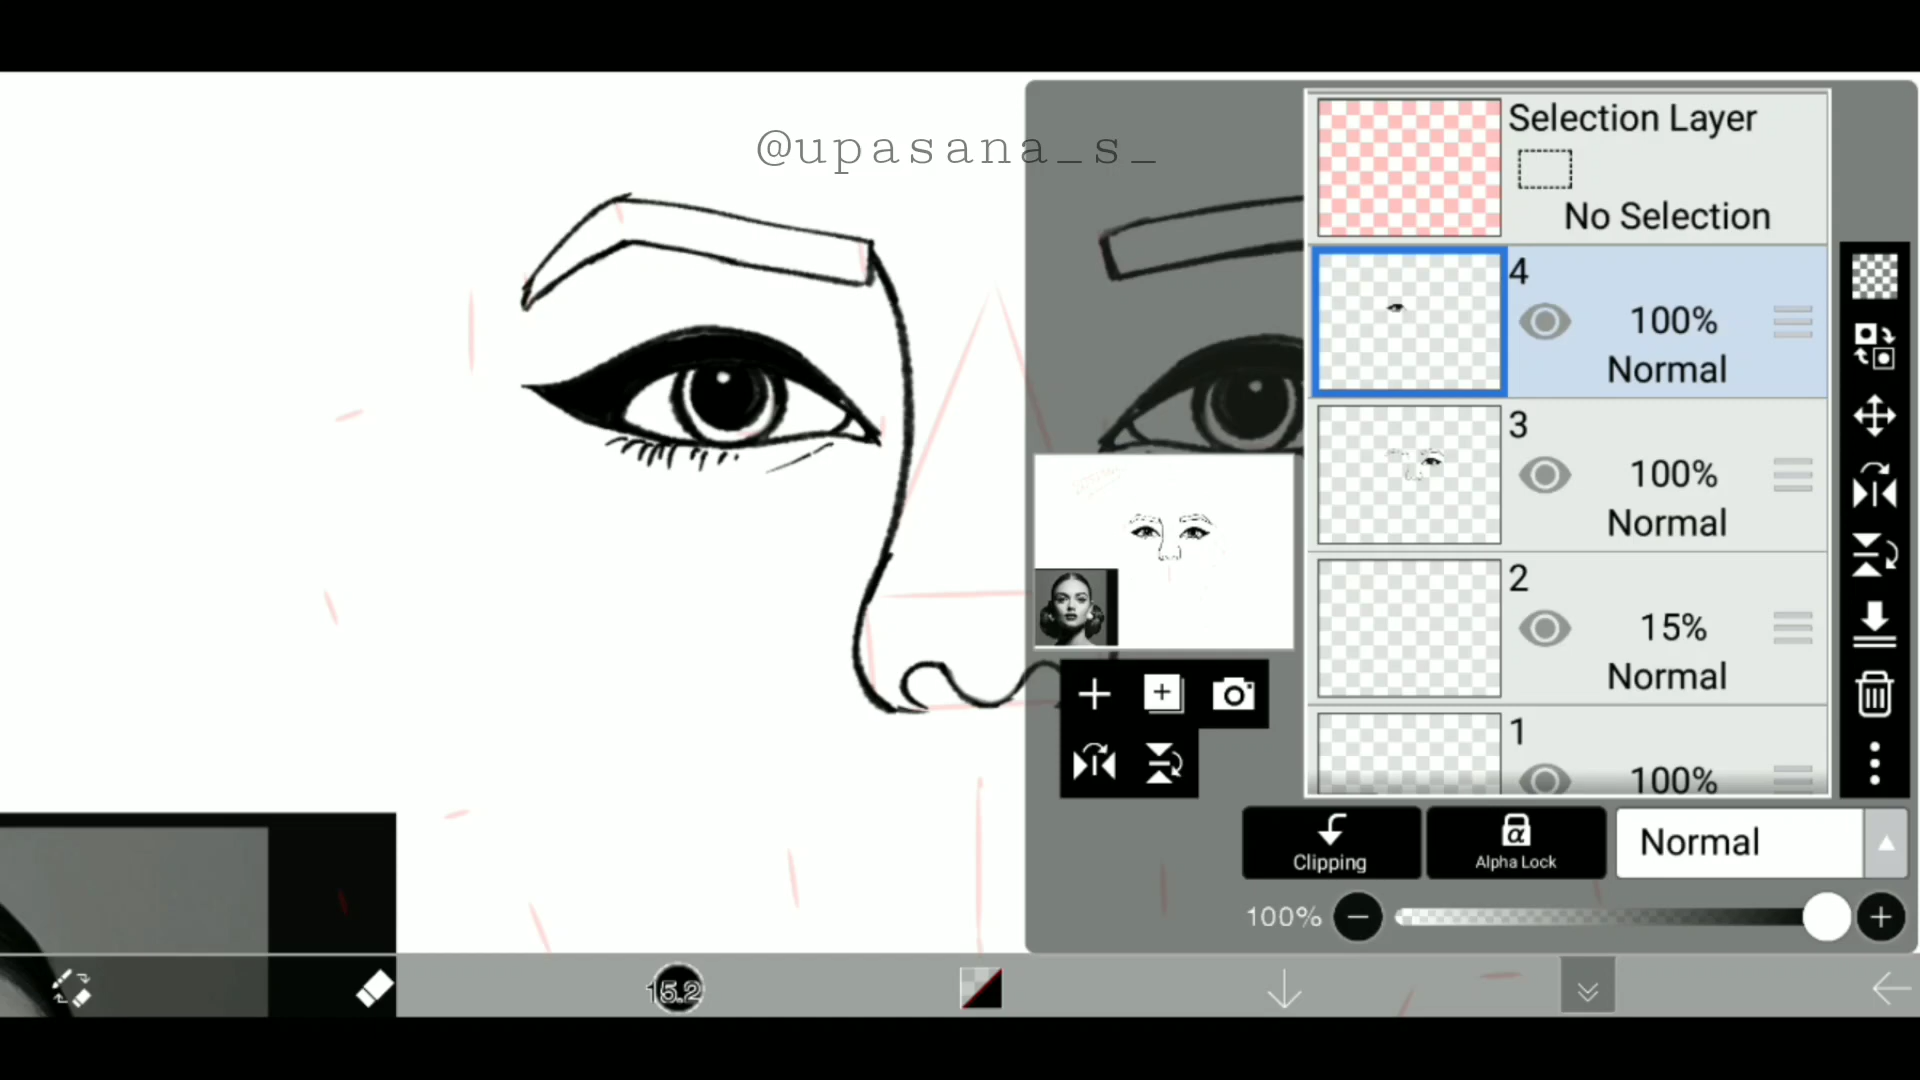 @upasana_s_
Selection Layer
No Selection
4
100%
Normal
3
100%
Normal
2
15%
Normal
1
100%
Clipping
Alpha Lock
Normal
100%
15.2